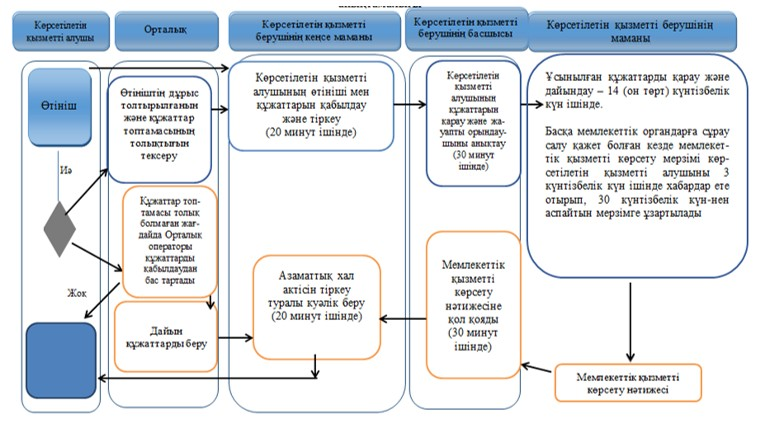 Көрсетілетін
қызметті алушы
Орталық
Көрсетілетін қызметті
берушінің кеңсе маманы
Көрсетілетін қызметті
берушінің басшысы
Көрсетілетін қызметті берушінің
маманы
Өтініш
Өтініштің дұрыс
толтырылғанын
және құжаттар
топтамасының
толықтығын
тексеру
Көрсетілетін қызметті
алушының өтініші мен
құжаттарын қабылдау
және тіркеу
(20 минут ішінде)
Көрсетілетін
қызметті
алушының
құжаттарын
қарау және жа-
уапты орындау-
шыны анықтау
(30 минут
ішінде)
Ұсынылған құжаттарды қарау және
дайындау – 14 (он төрт) күнтізбелік
күн ішінде.
Басқа мемлекеттік органдарға сұрау
салу қажет болған кезде мемлекет-
тік қызметті көрсету мерзімі көр-
сетілетін қызметті алушыны 3
күнтізбелік күн ішінде хабардар ете
отырып, 30 күнтізбелік күн-нен
аспайтын мерзімге ұзартылады
Иә
Құжаттар топ-
тамасы толық
болмаған жағ-
дайда Орталық
операторы
құжаттарды
қабылдаудан
бас тартады
Жоқ
Дайын
құжаттарды беру
Азаматтық хал
актісін тіркеу
туралы куәлік беру
(20 минут ішінде)
Мемлекеттік
қызметті
көрсету
нәтижесіне
қол қояды
(30 минут
ішінде)
Мемлекеттік қызметті
көрсету нәтижесі